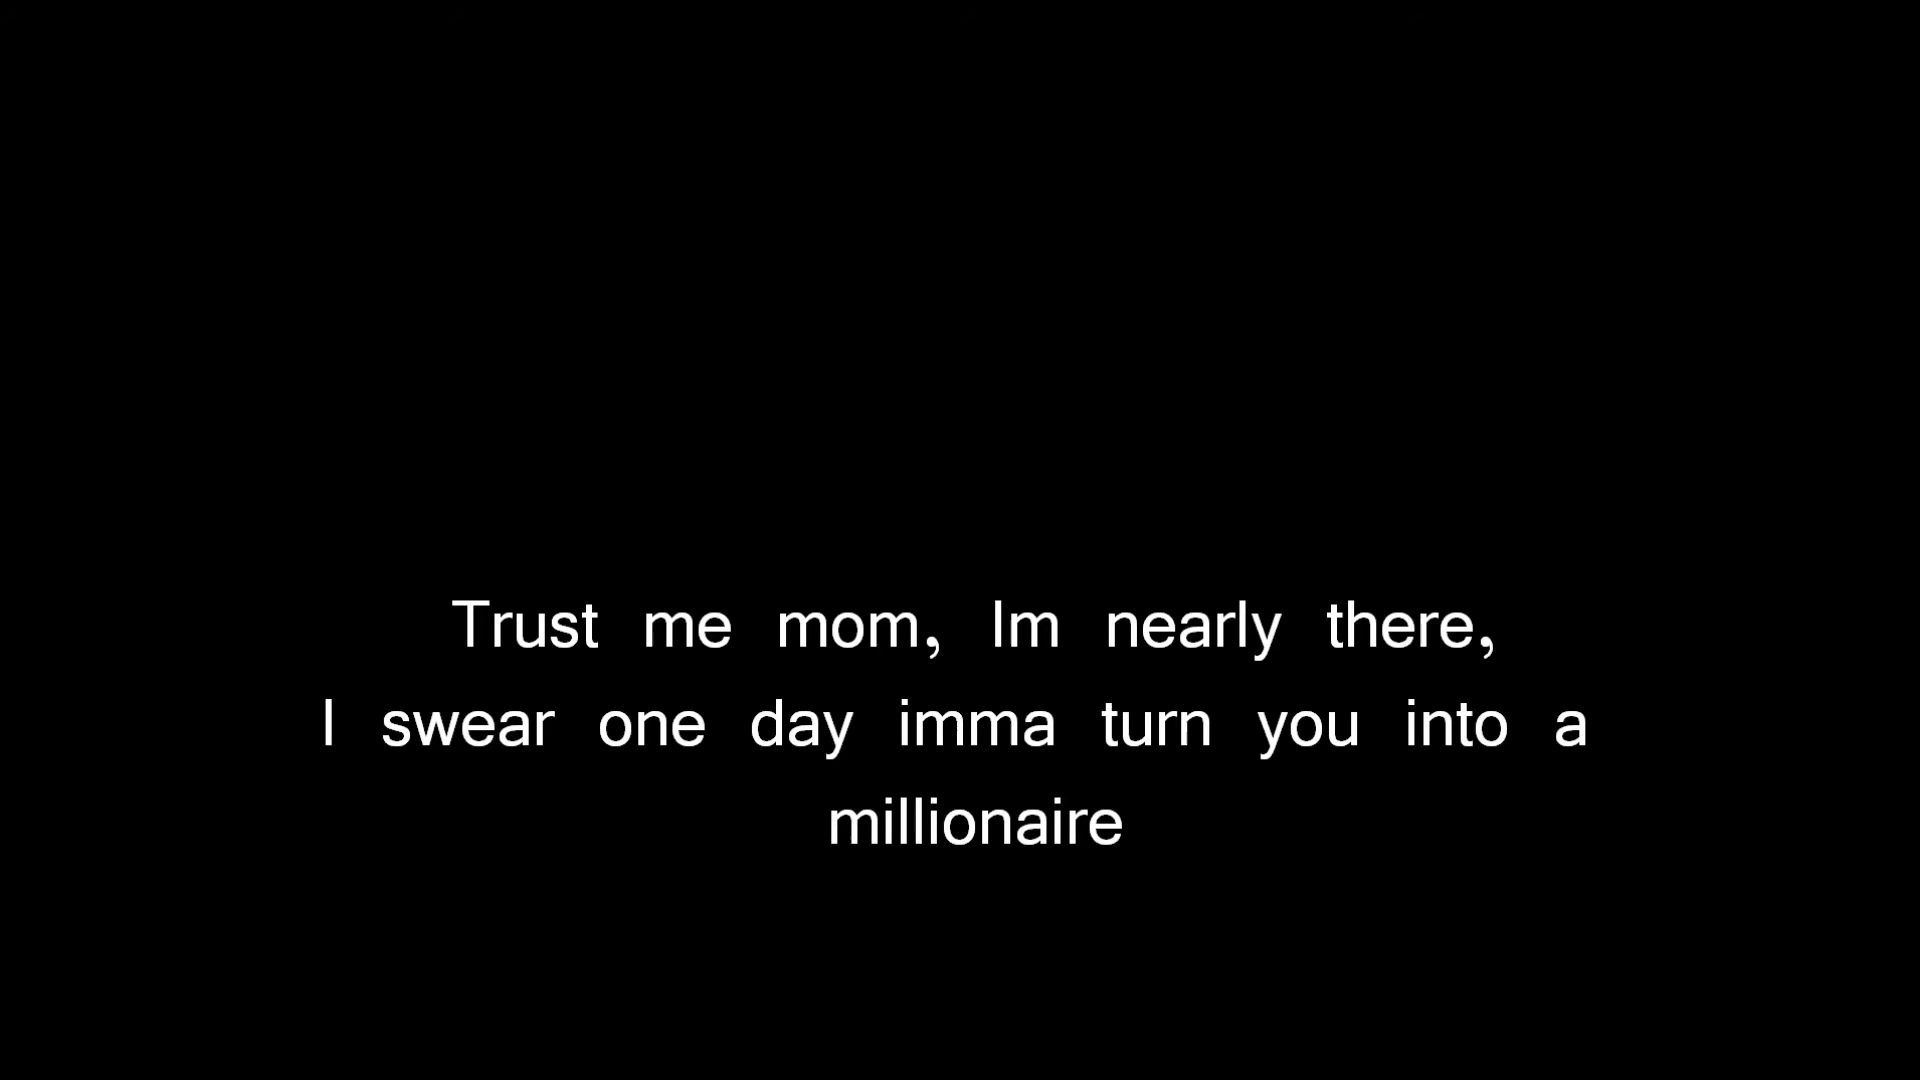 Trust me mom, Im nearly there,
I swear one day imma turn you into a
millionaire